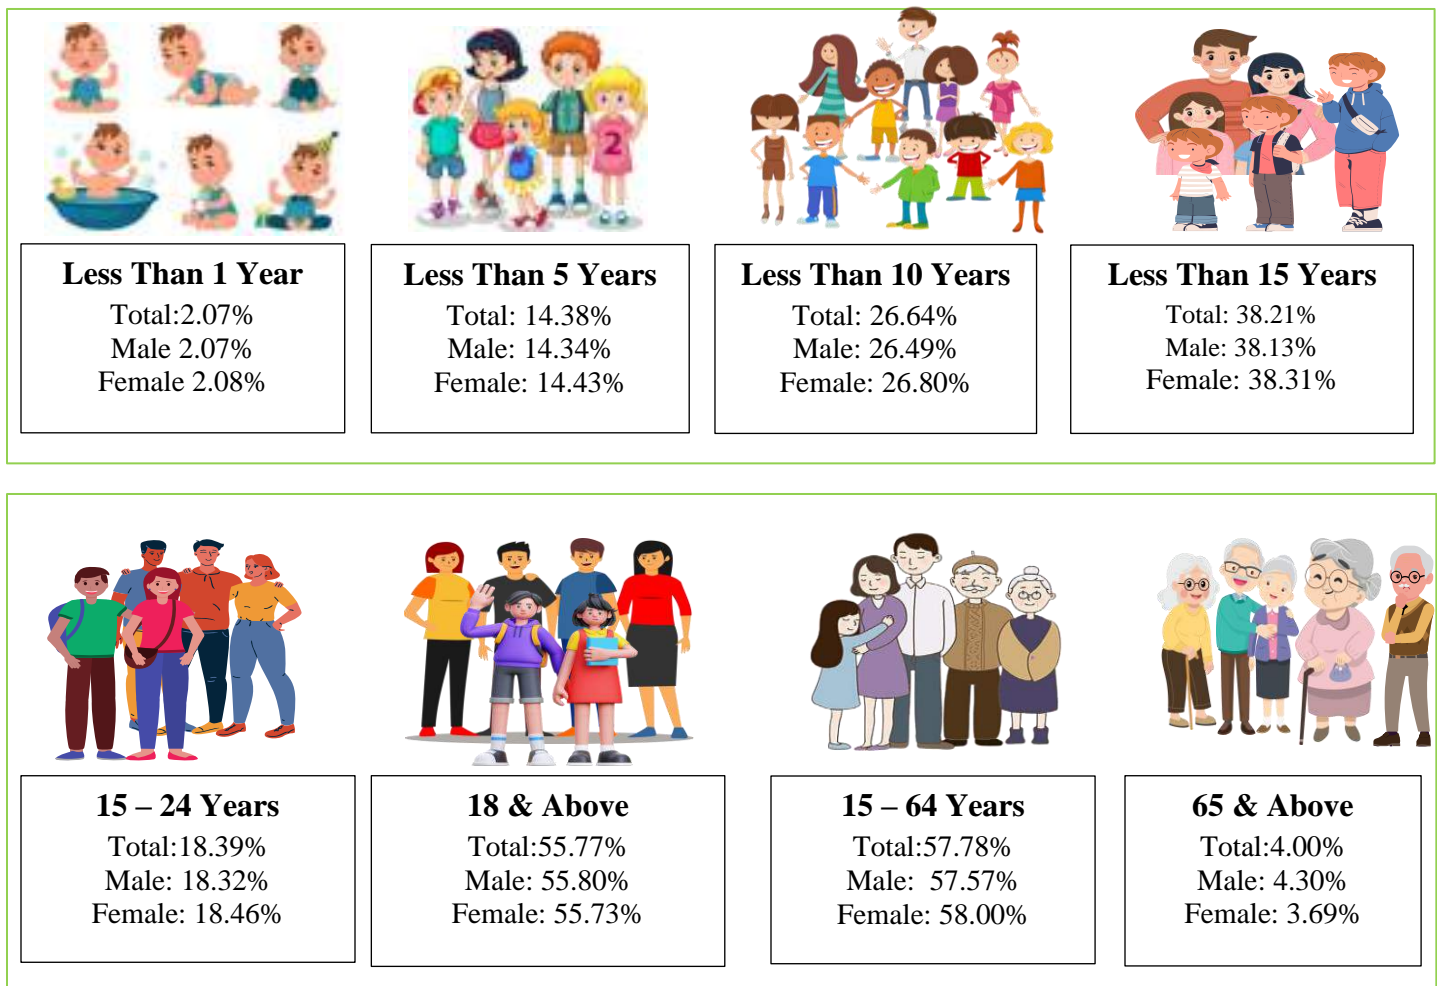 2
Less Than 1 Year
Total:2.07%
Male 2.07%
Female 2.08%
Less Than 5 Years
Total: 14.38%
Male: 14.34%
Female: 14.43%
Less Than 10 Years
Total: 26.64%
Male: 26.49%
Female: 26.80%
Less Than 15 Years
Total: 38.21%
Male: 38.13%
Female: 38.31%
15 – 24 Years
Total:18.39%
Male: 18.32%
Female: 18.46%
18 & Above
Total:55.77%
Male: 55.80%
Female: 55.73%
15 – 64 Years
Total:57.78%
Male:  57.57%
Female: 58.00%
65 & Above
Total:4.00%
Male: 4.30%
Female: 3.69%